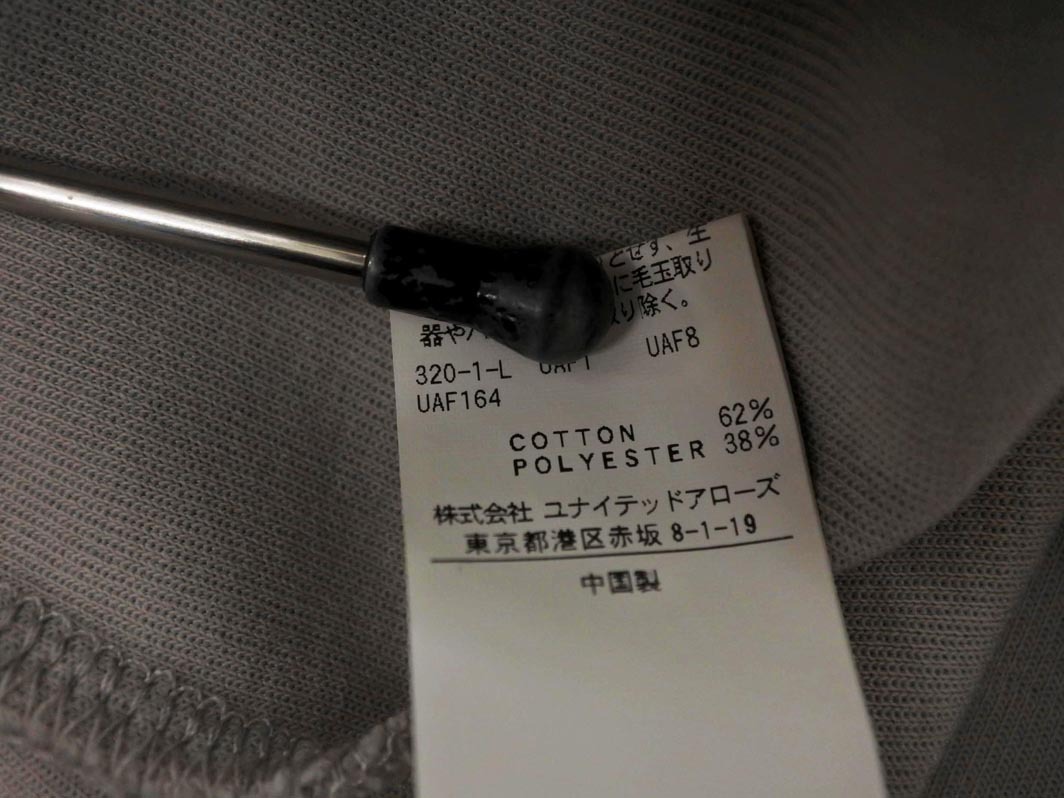 とせず、生
に毛玉取り
り除く。
器や
320-1-L UAF1 UAF8
UAF164
COTTON 62%
POLYESTER 38%
株式会社 ユナイテッドアローズ
東京都港区赤坂 8-1-19
中国製